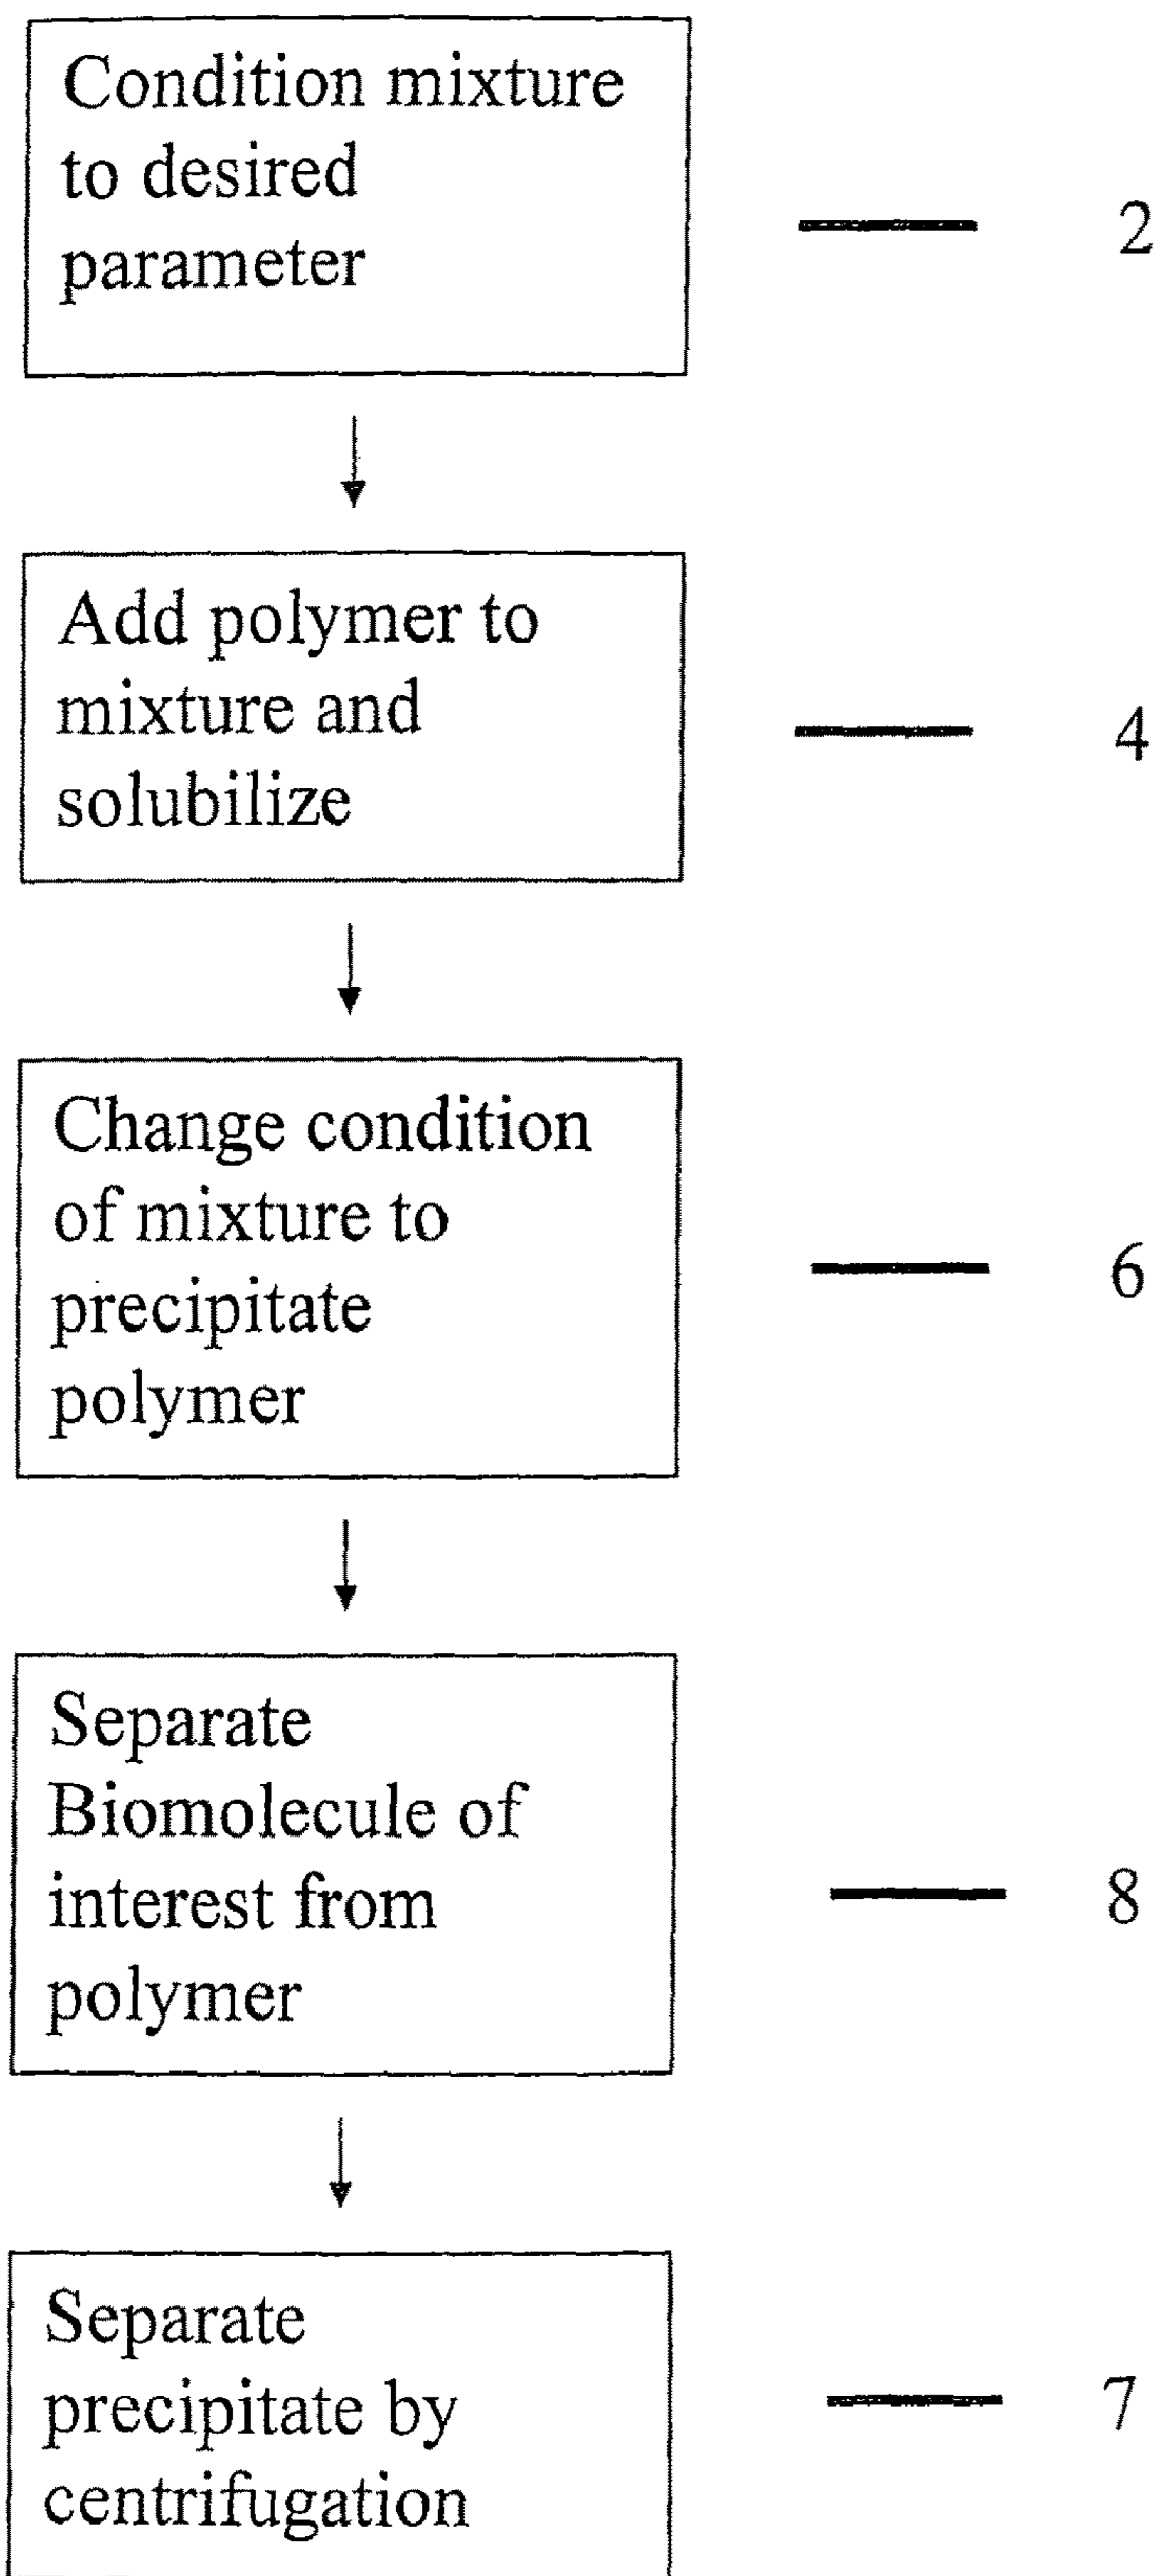 Condition mixture
to desired
parameter
2
Add polymer to
mixture and
solubilize
4
Change condition
of mixture to
precipitate
polymer
6
Separate
Biomolecule of
interest from
polymer
8
Separate
precipitate by
centrifugation
7